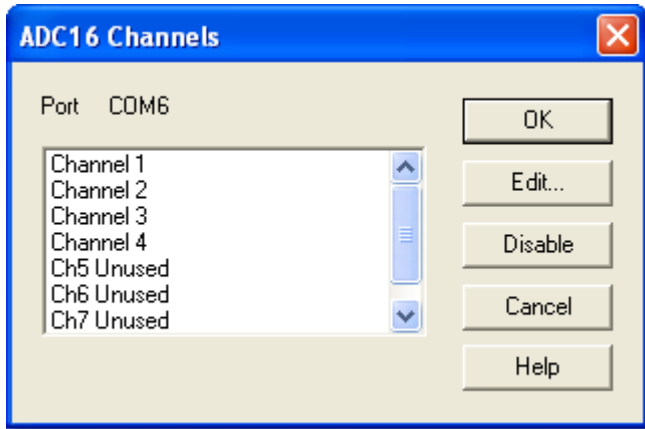 ADC16 Channels
Port COM6
Channel 1
Channel 2
Channel 3
Channel 4
Ch5 Unused
Ch6 Unused
Ch7 Unused
OK
Edit...
Disable
Cancel
Help